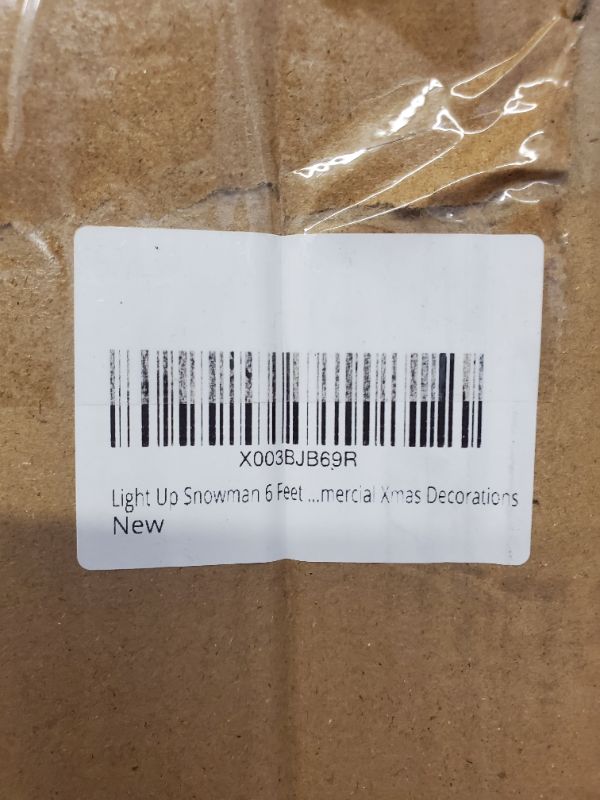 X003BJB69R
Light Up Snowman 6 Feet ...mercial Xmas Decorations
New